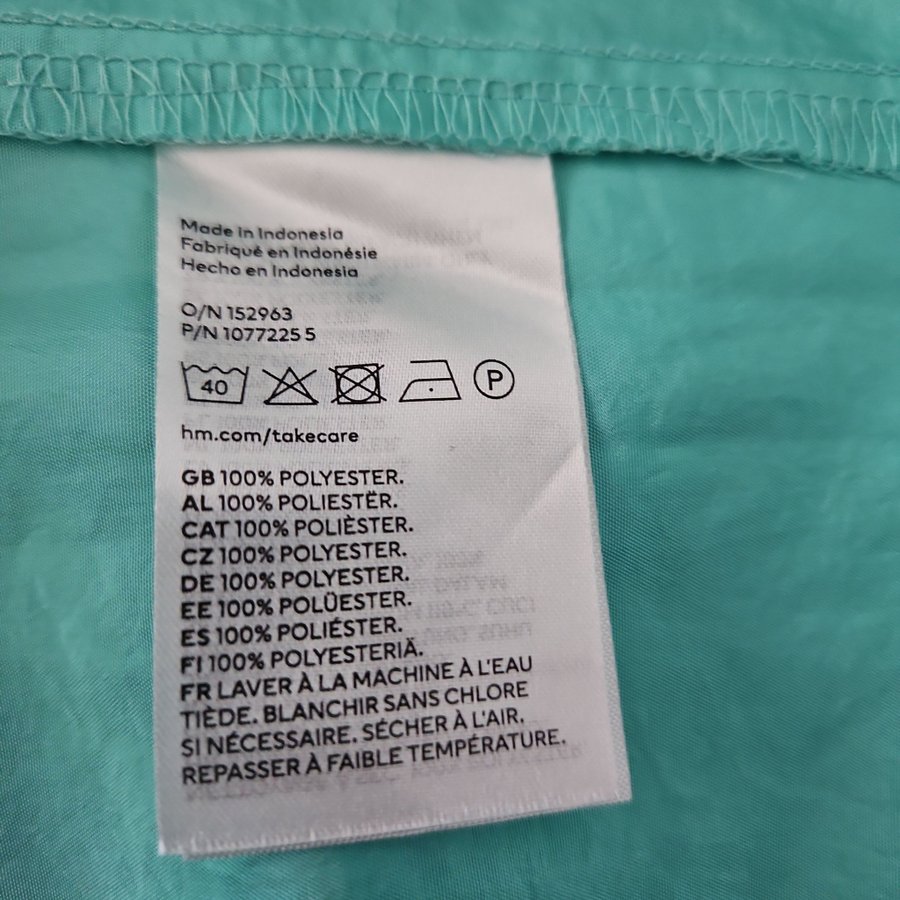 Made in Indonesia
Fabriqué en Indonésie
Hecho en Indonesia
O/N 152963
P/N 1077225 5
40
P
hm.com/takecare
GB 100% POLYESTER.
AL 100% POLIESTËR.
CAT 100% POLIÈSTER.
CZ 100% POLYESTER.
DE 100% POLYESTER.
EE 100% POLÜESTER.
ES 100% POLIÉSTER.
FI 100% POLYESTERIÄ.
FR LAVER À LA MACHINE À L'EAU
TIÈDE. BLANCHIR SANS CHLORE
SI NÉCESSAIRE. SÉCHER À L'AIR.
REPASSER À FAIBLE TEMPÉRATURE.